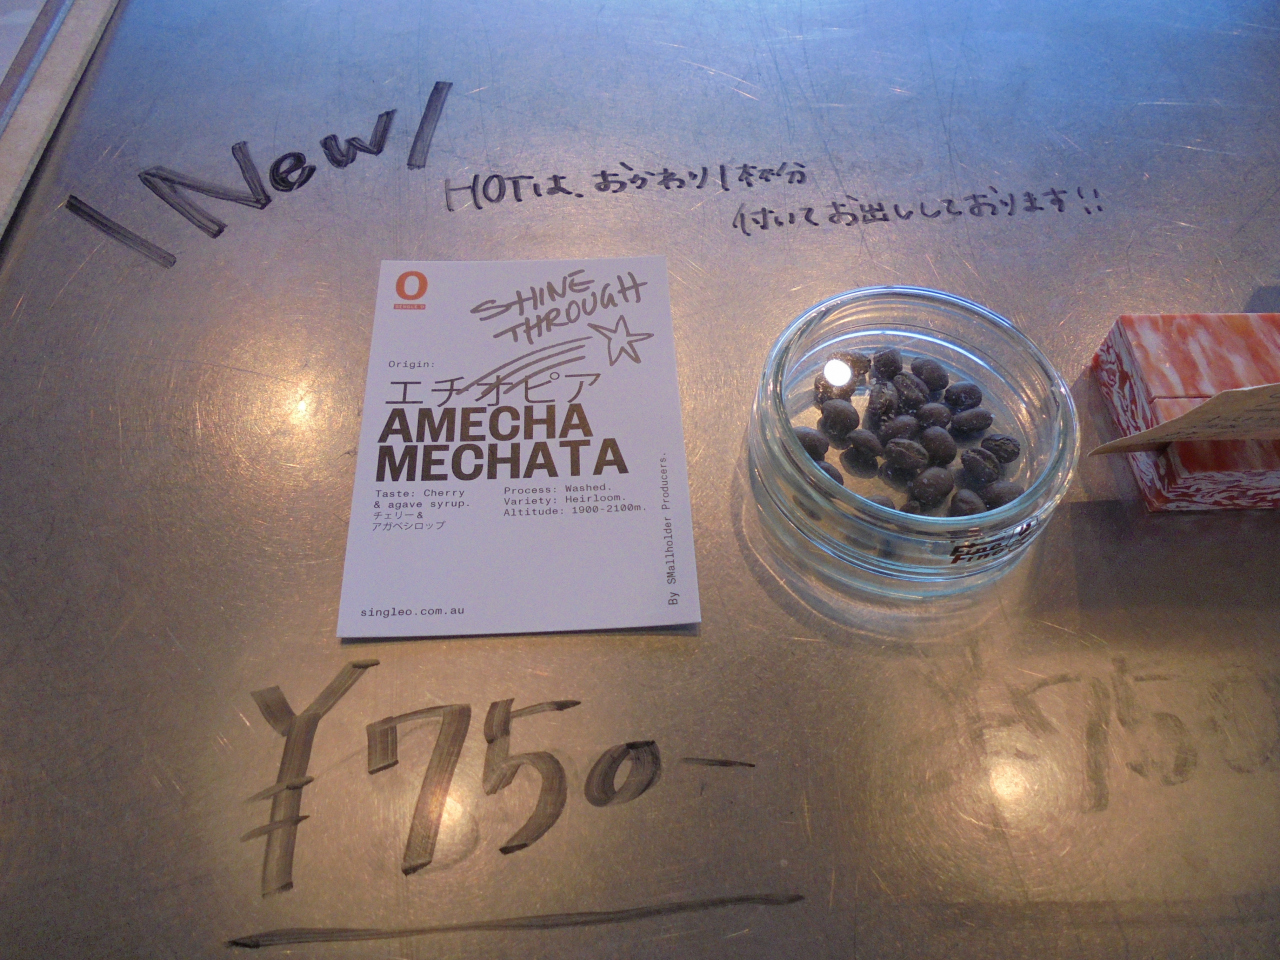 \ New /
HOTは、おかわり1杯分
付いてお出ししております!!
O
SINGLE O
SHINE
THROUGH
Origin:
エチオピア
AMECHA
MECHATA
Taste: Cherry
& agave syrup.
チェリー &
アガベシロップ
Process: Washed.
Variety: Heirloom.
Altitude: 1900-2100m.
By SMallholder Producers.
singleo.com.au
¥750-
¥750